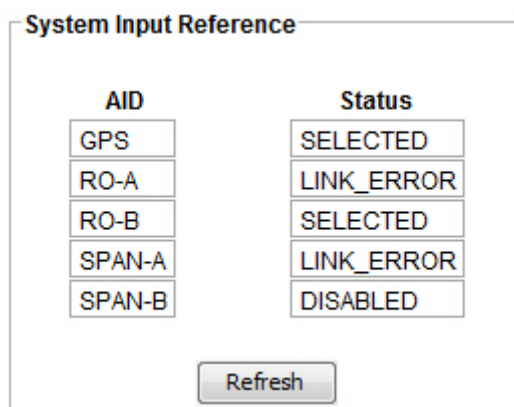 System Input Reference
AID Status
GPS SELECTED
RO-A LINK_ERROR
RO-B SELECTED
SPAN-A LINK_ERROR
SPAN-B DISABLED
Refresh